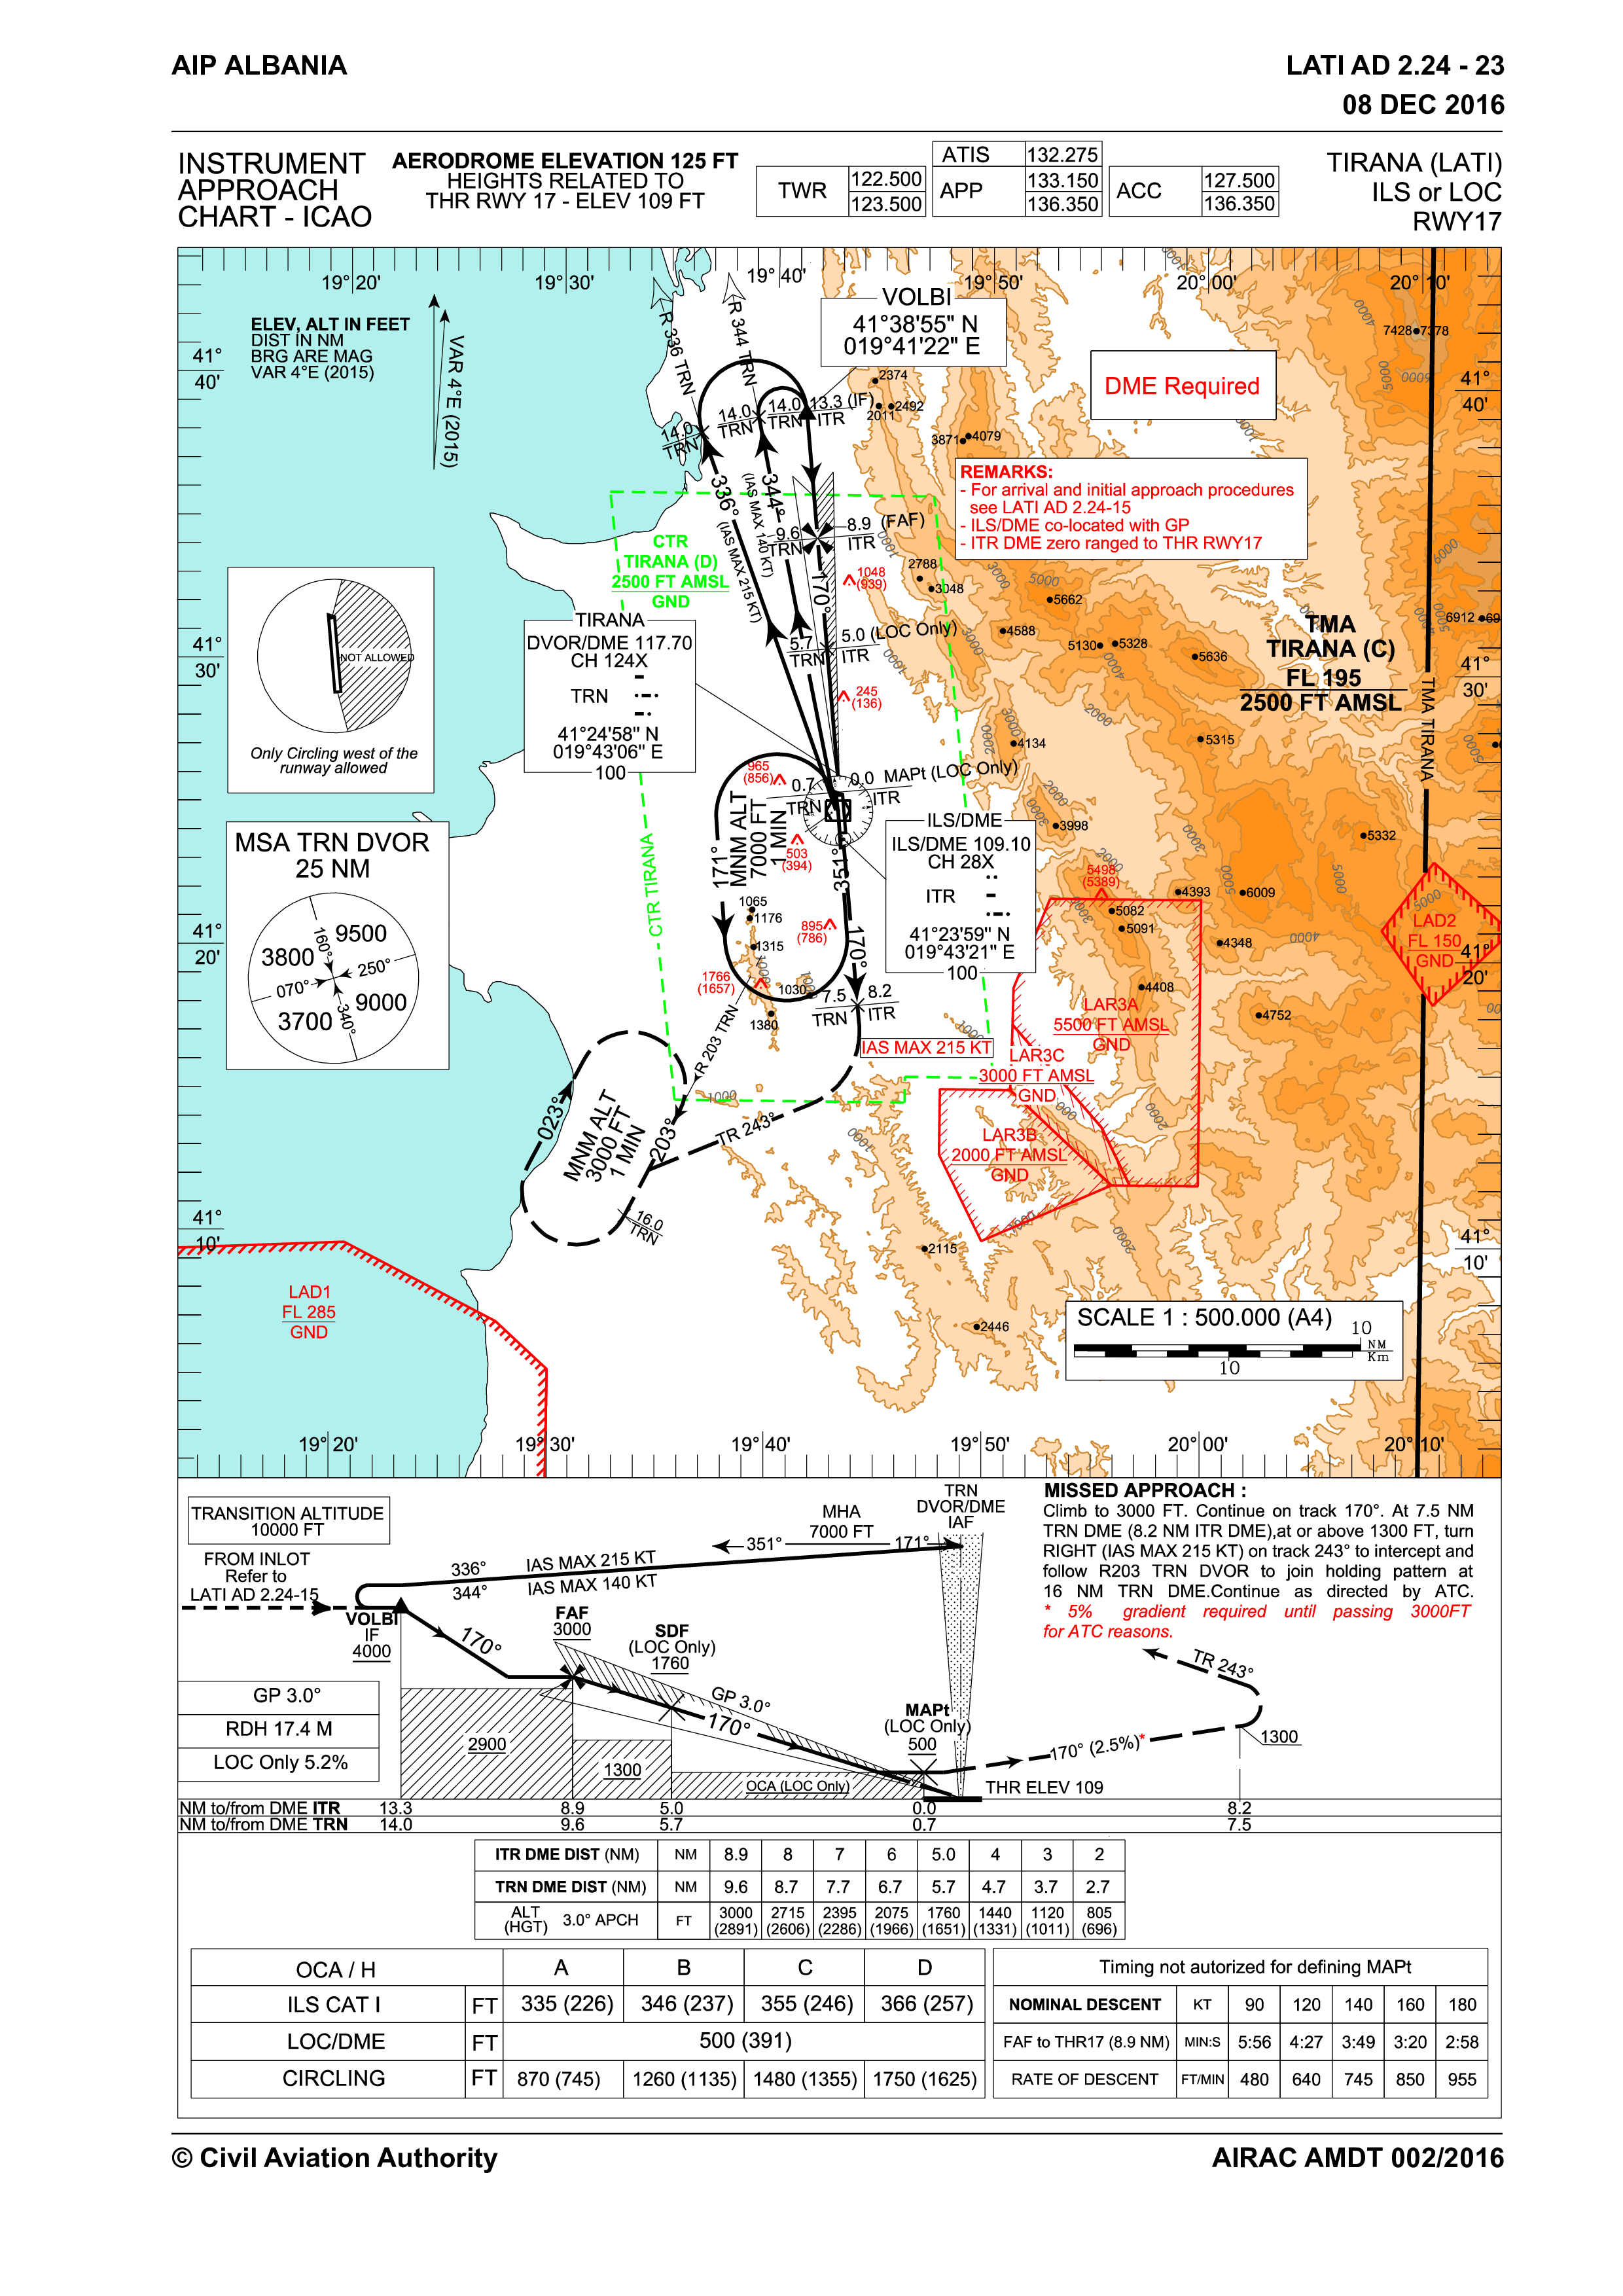 AIP ALBANIA
LATI AD 2.24 - 23
08 DEC 2016
INSTRUMENT
APPROACH
CHART - ICAO
AERODROME ELEVATION 125 FT
HEIGHTS RELATED TO
THR RWY 17 - ELEV 109 FT
TWR 122.500
123.500
ATIS 132.275
APP 133.150
136.350
ACC 127.500
136.350
TIRANA (LATI)
ILS or LOC
RWY17
19°20'
19°30'
19°40'
19°50'
20°00'
20°10'
ELEV, ALT IN FEET
DIST IN NM
BRG ARE MAG
VAR 4°E (2015)
VAR 4°E (2015)
41°
40'
R 336 TRN
R 344 TRN
VOLBI
41°38'55" N
019°41'22" E
DME Required
7428
7378
4000
5000
6000
1000
41°
40'
2374
2011
2492
3871
4079
14.0
TRN
14.0
TRN
14.0
TRN
13.3 (IF)
ITR
REMARKS:
- For arrival and initial approach procedures
see LATI AD 2.24-15
- ILS/DME co-located with GP
- ITR DME zero ranged to THR RWY17
336°
(IAS MAX 215 KT)
344°
(IAS MAX 140 KT)
CTR
TIRANA (D)
2500 FT AMSL
GND
9.6
TRN
8.9 (FAF)
ITR
1048
(939)
170°
2788
3048
5662
4588
5130
5328
5636
6912
TMA
TIRANA (C)
FL 195
2500 FT AMSL
TMA TIRANA
41°
30'
41°
30'
NOT ALLOWED
Only Circling west of the
runway allowed
TIRANA
DVOR/DME 117.70
CH 124X
TRN
41°24'58" N
019°43'06" E
100
5.7
TRN
5.0 (LOC Only)
ITR
245
(136)
4134
5315
965
(856)
0.7
TRN
0.0 MAPt (LOC Only)
ITR
MNM ALT
7000 FT
1 MIN
171°
351°
503
(394)
ILS/DME
ILS/DME 109.10
CH 28X
ITR
41°23'59" N
019°43'21" E
100
3998
5332
MSA TRN DVOR
25 NM
9500
3800
9000
3700
160°
250°
070°
340°
CTR TIRANA
5498
(5389)
4393
6009
5082
5091
4348
4408
4752
LAD2
FL 150
GND
41°
20'
41°
20'
1065
1176
1315
895
(786)
1766
(1657)
1030
1380
170°
7.5
TRN
8.2
ITR
IAS MAX 215 KT
LAR3A
5500 FT AMSL
GND
LAR3C
3000 FT AMSL
GND
LAR3B
2000 FT AMSL
GND
R 203 TRN
023°
MNM ALT
3000 FT
1 MIN
203°
TR 243°
16.0
TRN
41°
10'
41°
10'
2115
2446
LAD1
FL 285
GND
SCALE 1 : 500.000 (A4)
10
NM
Km
10
19°20'
19°30'
19°40'
19°50'
20°00'
20°10'
TRANSITION ALTITUDE
10000 FT
FROM INLOT
Refer to
LATI AD 2.24-15
336°
344°
IAS MAX 215 KT
IAS MAX 140 KT
MHA
7000 FT
351°
171°
TRN
DVOR/DME
IAF
MISSED APPROACH :
Climb to 3000 FT. Continue on track 170°. At 7.5 NM
TRN DME (8.2 NM ITR DME),at or above 1300 FT, turn
RIGHT (IAS MAX 215 KT) on track 243° to intercept and
follow R203 TRN DVOR to join holding pattern at
16 NM TRN DME.Continue as directed by ATC.
* 5% gradient required until passing 3000FT
for ATC reasons.
VOLBI
IF
4000
170°
FAF
3000
SDF
(LOC Only)
1760
GP 3.0°
170°
MAPt
(LOC Only)
500
TR 243°
170° (2.5%)*
1300
GP 3.0°
RDH 17.4 M
LOC Only 5.2%
2900
1300
OCA (LOC Only)
THR ELEV 109
NM to/from DME ITR 13.3 8.9 5.0 0.0 8.2
NM to/from DME TRN 14.0 9.6 5.7 0.7 7.5
ITR DME DIST (NM) NM 8.9 8 7 6 5.0 4 3 2
TRN DME DIST (NM) NM 9.6 8.7 7.7 6.7 5.7 4.7 3.7 2.7
ALT
(HGT) 3.0° APCH FT 3000 2715 2395 2075 1760 1440 1120 805
(2891) (2606) (2286) (1966) (1651) (1331) (1011) (696)
OCA / H A B C D
ILS CAT I FT 335 (226) 346 (237) 355 (246) 366 (257)
LOC/DME FT 500 (391)
CIRCLING FT 870 (745) 1260 (1135) 1480 (1355) 1750 (1625)
Timing not autorized for defining MAPt
NOMINAL DESCENT KT 90 120 140 160 180
FAF to THR17 (8.9 NM) MIN:S 5:56 4:27 3:49 3:20 2:58
RATE OF DESCENT FT/MIN 480 640 745 850 955
© Civil Aviation Authority
AIRAC AMDT 002/2016